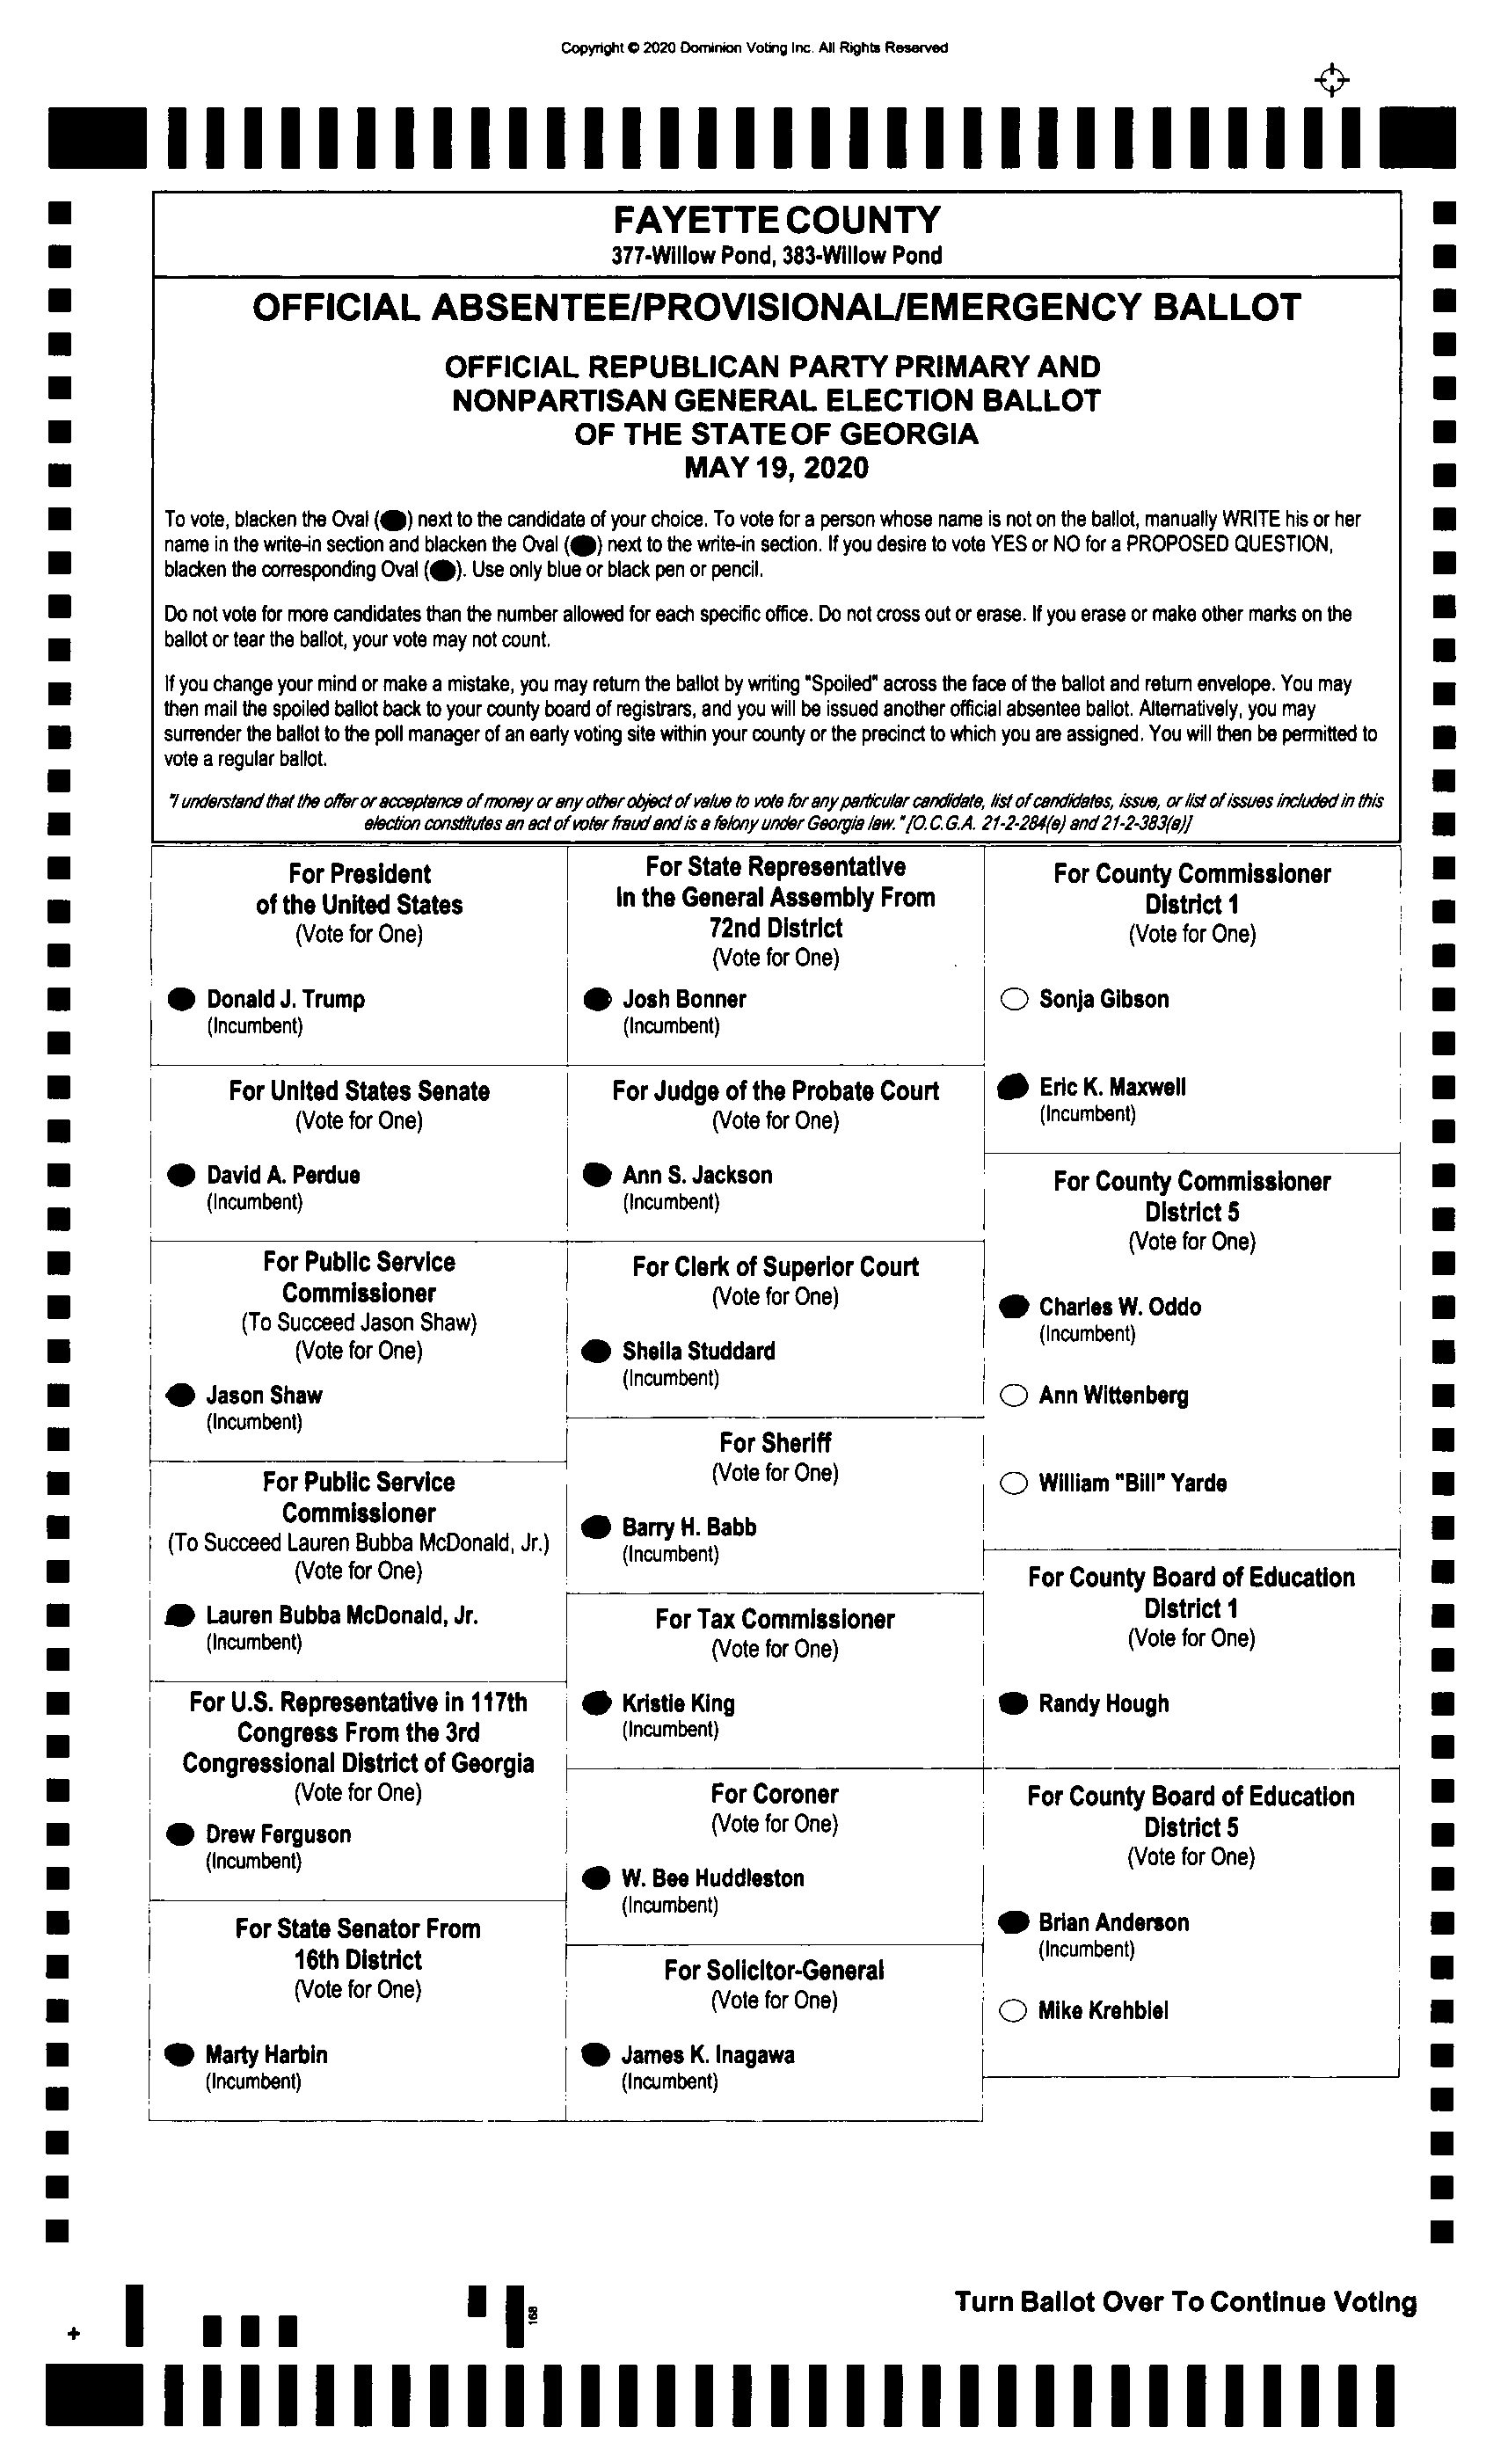 Copyright © 2020 Dominion Voting Inc. All Rights Reserved
FAYETTE COUNTY
377-Willow Pond, 383-Willow Pond
OFFICIAL ABSENTEE/PROVISIONAL/EMERGENCY BALLOT
OFFICIAL REPUBLICAN PARTY PRIMARY AND
NONPARTISAN GENERAL ELECTION BALLOT
OF THE STATE OF GEORGIA
MAY 19, 2020
To vote, blacken the Oval (●) next to the candidate of your choice. To vote for a person whose name is not on the ballot, manually WRITE his or her
name in the write-in section and blacken the Oval (●) next to the write-in section. If you desire to vote YES or NO for a PROPOSED QUESTION,
blacken the corresponding Oval (●). Use only blue or black pen or pencil.
Do not vote for more candidates than the number allowed for each specific office. Do not cross out or erase. If you erase or make other marks on the
ballot or tear the ballot, your vote may not count.
If you change your mind or make a mistake, you may return the ballot by writing "Spoiled" across the face of the ballot and return envelope. You may
then mail the spoiled ballot back to your county board of registrars, and you will be issued another official absentee ballot. Alternatively, you may
surrender the ballot to the poll manager of an early voting site within your county or the precinct to which you are assigned. You will then be permitted to
vote a regular ballot.
"I understand that the offer or acceptance of money or any other object of value to vote for any particular candidate, list of candidates, issue, or list of issues included in this
election constitutes an act of voter fraud and is a felony under Georgia law." [O.C.G.A. 21-2-284(e) and 21-2-383(a)]
For President
of the United States
(Vote for One)
Donald J. Trump
(Incumbent)
For United States Senate
(Vote for One)
David A. Perdue
(Incumbent)
For Public Service
Commissioner
(To Succeed Jason Shaw)
(Vote for One)
Jason Shaw
(Incumbent)
For Public Service
Commissioner
(To Succeed Lauren Bubba McDonald, Jr.)
(Vote for One)
Lauren Bubba McDonald, Jr.
(Incumbent)
For U.S. Representative in 117th
Congress From the 3rd
Congressional District of Georgia
(Vote for One)
Drew Ferguson
(Incumbent)
For State Senator From
16th District
(Vote for One)
Marty Harbin
(Incumbent)
For State Representative
In the General Assembly From
72nd District
(Vote for One)
Josh Bonner
(Incumbent)
For Judge of the Probate Court
(Vote for One)
Ann S. Jackson
(Incumbent)
For Clerk of Superior Court
(Vote for One)
Sheila Studdard
(Incumbent)
For Sheriff
(Vote for One)
Barry H. Babb
(Incumbent)
For Tax Commissioner
(Vote for One)
Kristie King
(Incumbent)
For Coroner
(Vote for One)
W. Bee Huddleston
(Incumbent)
For Solicitor-General
(Vote for One)
James K. Inagawa
(Incumbent)
For County Commissioner
District 1
(Vote for One)
Sonja Gibson
Eric K. Maxwell
(Incumbent)
For County Commissioner
District 5
(Vote for One)
Charles W. Oddo
(Incumbent)
Ann Wittenberg
William "Bill" Yarde
For County Board of Education
District 1
(Vote for One)
Randy Hough
For County Board of Education
District 5
(Vote for One)
Brian Anderson
(Incumbent)
Mike Krehbiel
168
Turn Ballot Over To Continue Voting